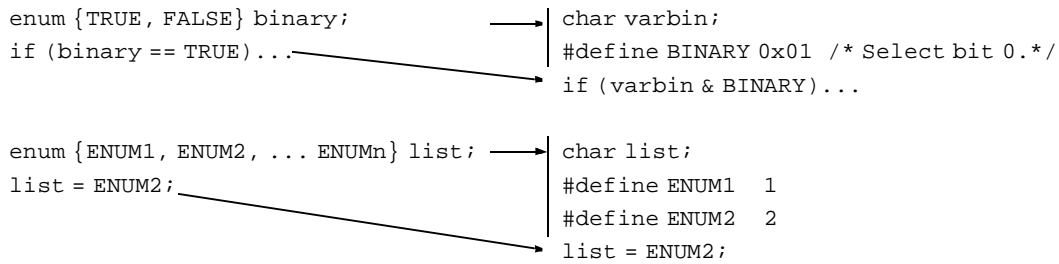 enum {TRUE, FALSE} binary;
if (binary == TRUE)...
char varbin;
#define BINARY 0x01 /* Select bit 0.*/
if (varbin & BINARY)...
enum {ENUM1, ENUM2, ... ENUMn} list;
list = ENUM2;
char list;
#define ENUM1 1
#define ENUM2 2
list = ENUM2;